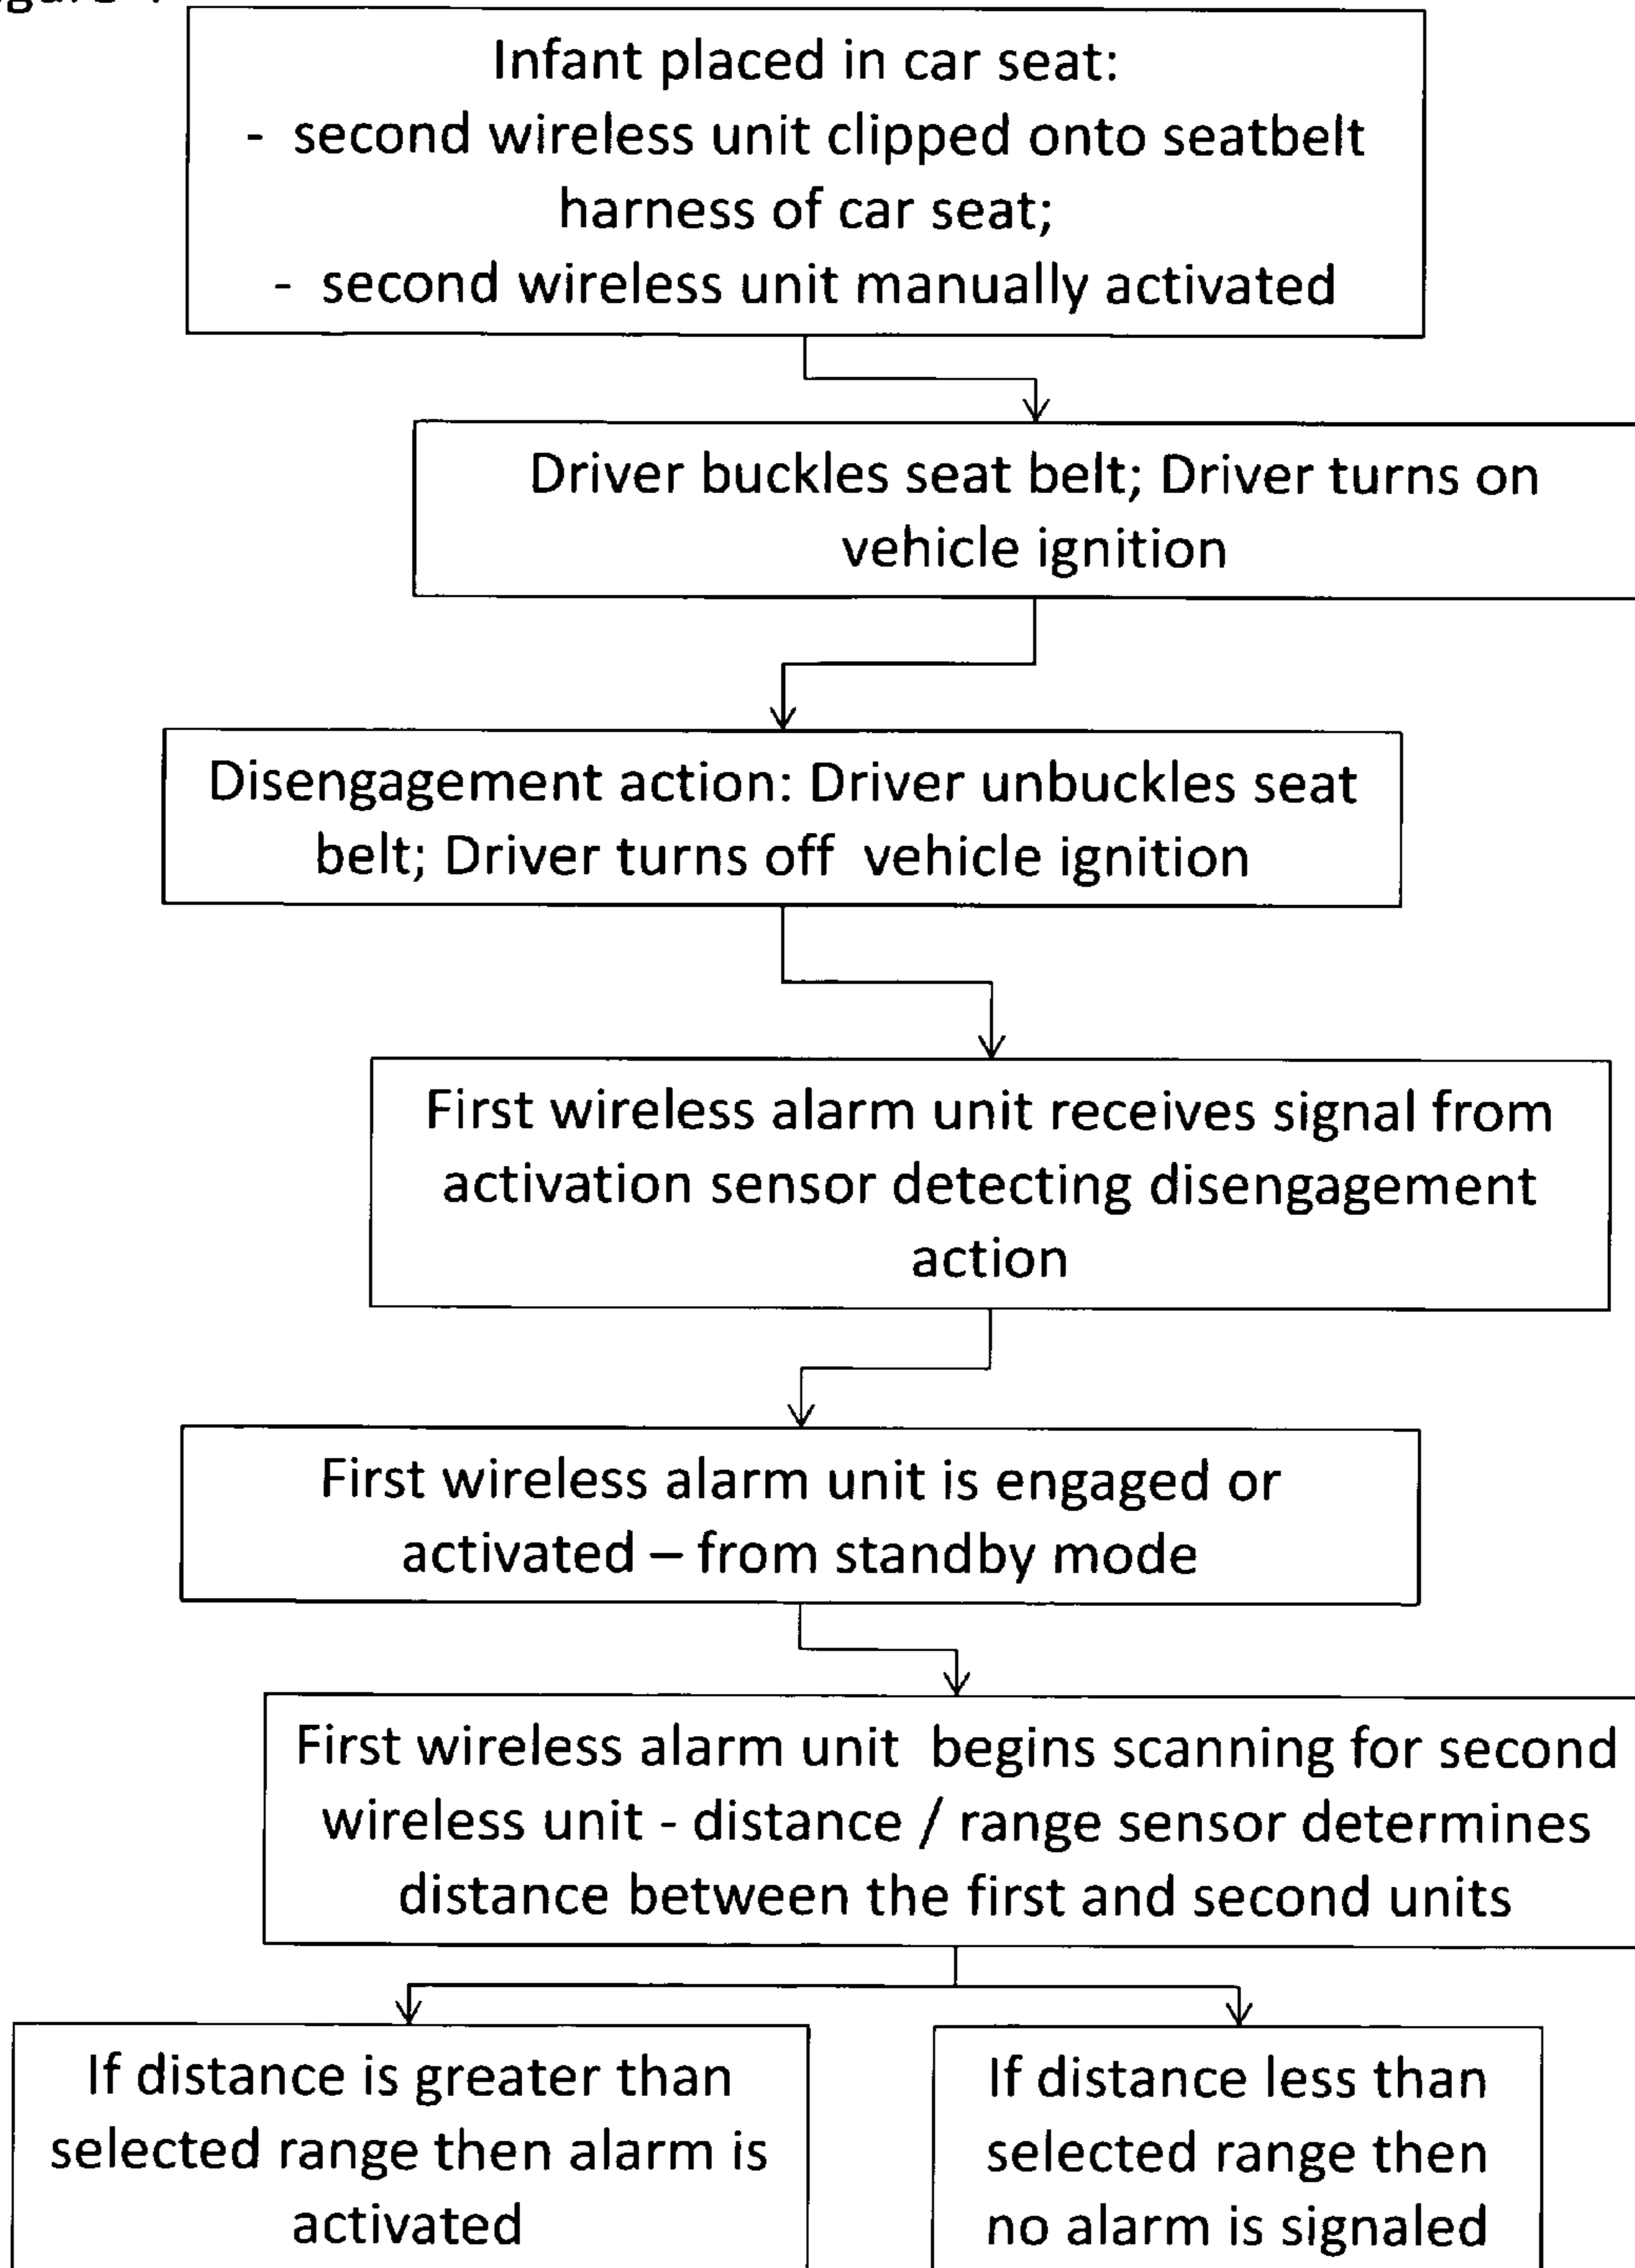 Infant placed in car seat:
- second wireless unit clipped onto seatbelt
harness of car seat;
- second wireless unit manually activated
Driver buckles seat belt; Driver turns on
vehicle ignition
Disengagement action: Driver unbuckles seat
belt; Driver turns off vehicle ignition
First wireless alarm unit receives signal from
activation sensor detecting disengagement
action
First wireless alarm unit is engaged or
activated – from standby mode
First wireless alarm unit begins scanning for second
wireless unit - distance / range sensor determines
distance between the first and second units
If distance is greater than
selected range then alarm is
activated
If distance less than
selected range then
no alarm is signaled